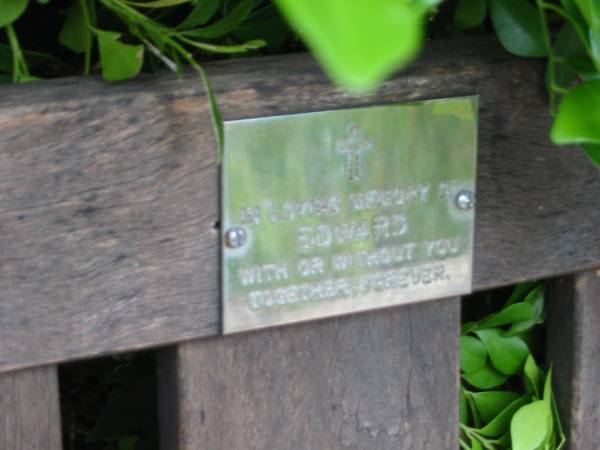 IN LOVING MEMORY OF
EDWARD
WITH OR WITHOUT YOU
TOGETHER. FOREVER.